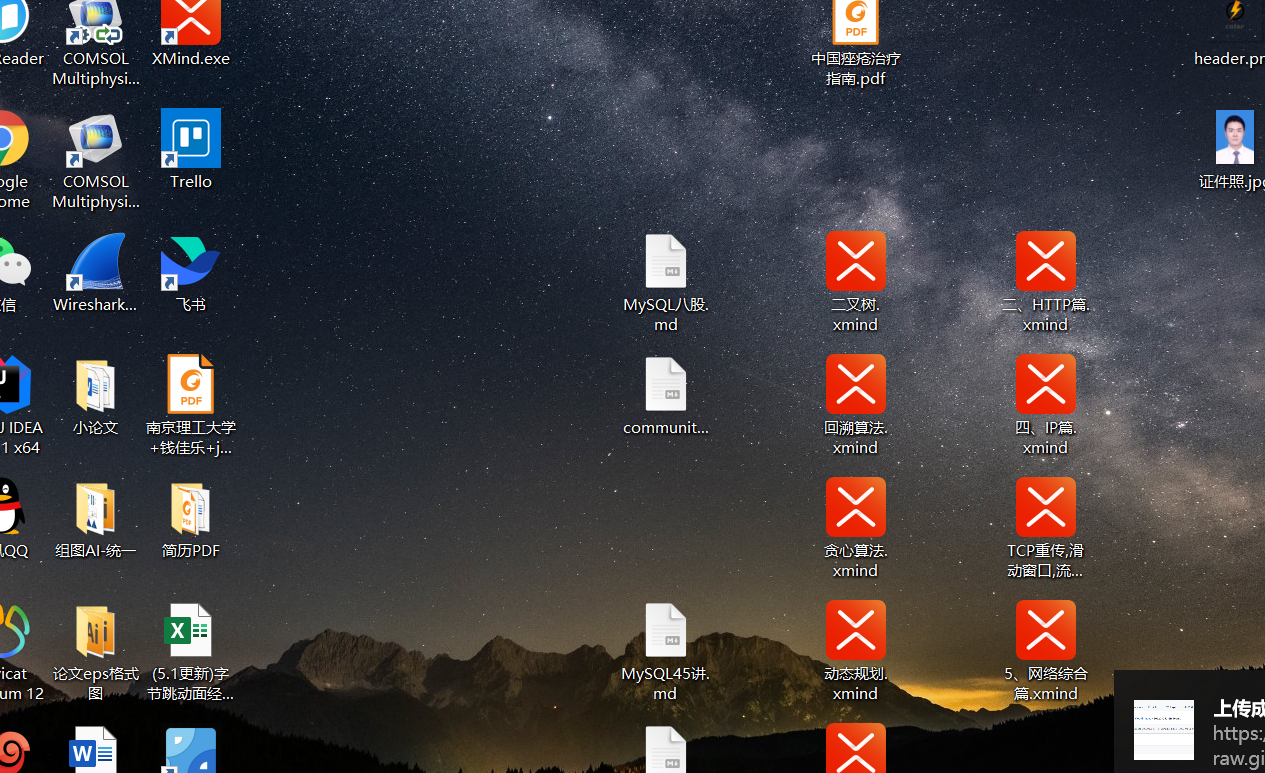 Reader
COMSOL
Multiphysi...
XMind.exe
PDF
中国痤疮治疗
指南.pdf
header.pr
COMSOL
Multiphysi...
Trello
证件照.jpg
Wireshark...
飞书
MySQL八股.
md
二叉树.
xmind
二、HTTP篇.
xmind
J IDEA
1 x64
小论文
PDF
南京理工大学
+钱佳乐+j...
communit...
回溯算法.
xmind
四、IP篇.
xmind
QQ
组图AI-统一
简历PDF
贪心算法.
xmind
TCP重传,滑
动窗口,流...
icat
um 12
论文eps格式
图
(5.1更新)字
节跳动面经...
MySQL45讲.
md
动态规划.
xmind
5、网络综合
篇.xmind
上传成
https:/
raw.gi